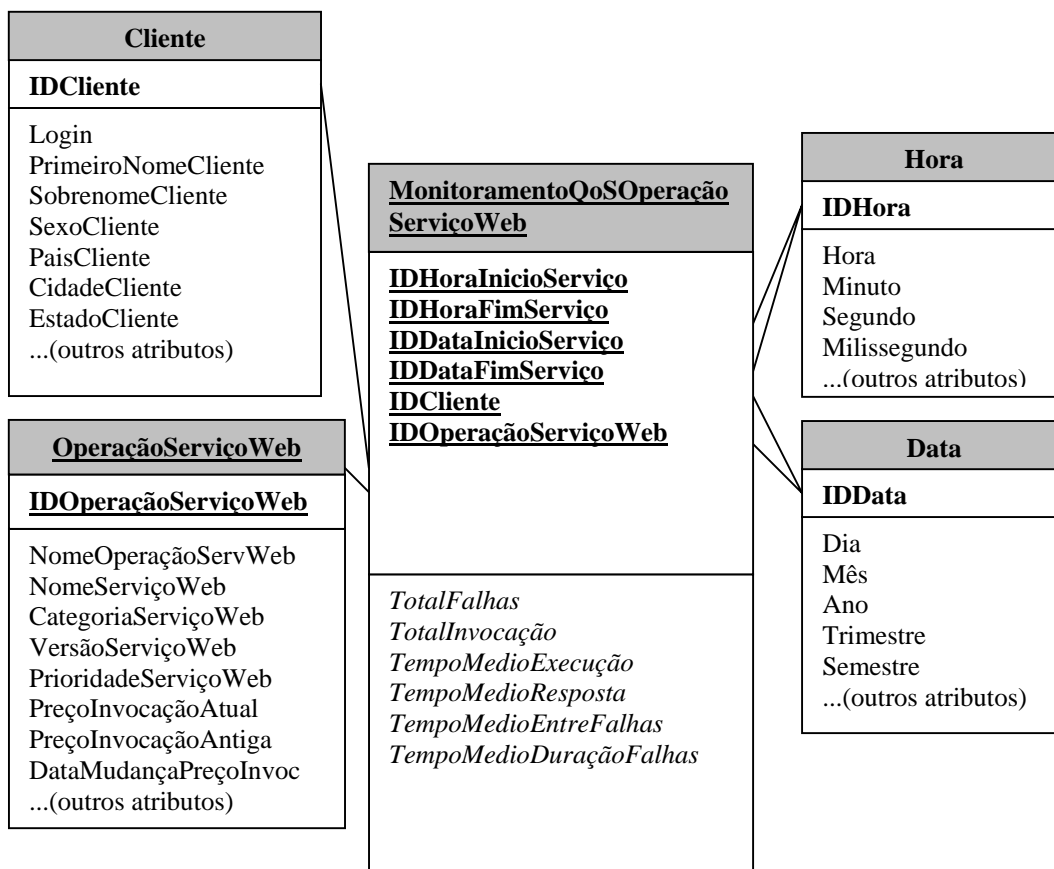 Cliente
IDCliente
Login
PrimeiroNomeCliente
SobrenomeCliente
SexoCliente
PaisCliente
CidadeCliente
EstadoCliente
...(outros atributos)
OperaçãoServiçoWeb
IDOperaçãoServiçoWeb
NomeOperaçãoServWeb
NomeServiçoWeb
CategoriaServiçoWeb
VersãoServiçoWeb
PrioridadeServiçoWeb
PreçoInvocaçãoAtual
PreçoInvocaçãoAntiga
DataMudançaPreçoInvoc
...(outros atributos)
MonitoramentoQoSOperação
ServiçoWeb
IDHoraInicioServiço
IDHoraFimServiço
IDDataInicioServiço
IDDataFimServiço
IDCliente
IDOperaçãoServiçoWeb
TotalFalhas
TotalInvocação
TempoMedioExecução
TempoMedioResposta
TempoMedioEntreFalhas
TempoMedioDuraçãoFalhas
Hora
IDHora
Hora
Minuto
Segundo
Milissegundo
...(outros atributos)
Data
IDData
Dia
Mês
Ano
Trimestre
Semestre
...(outros atributos)